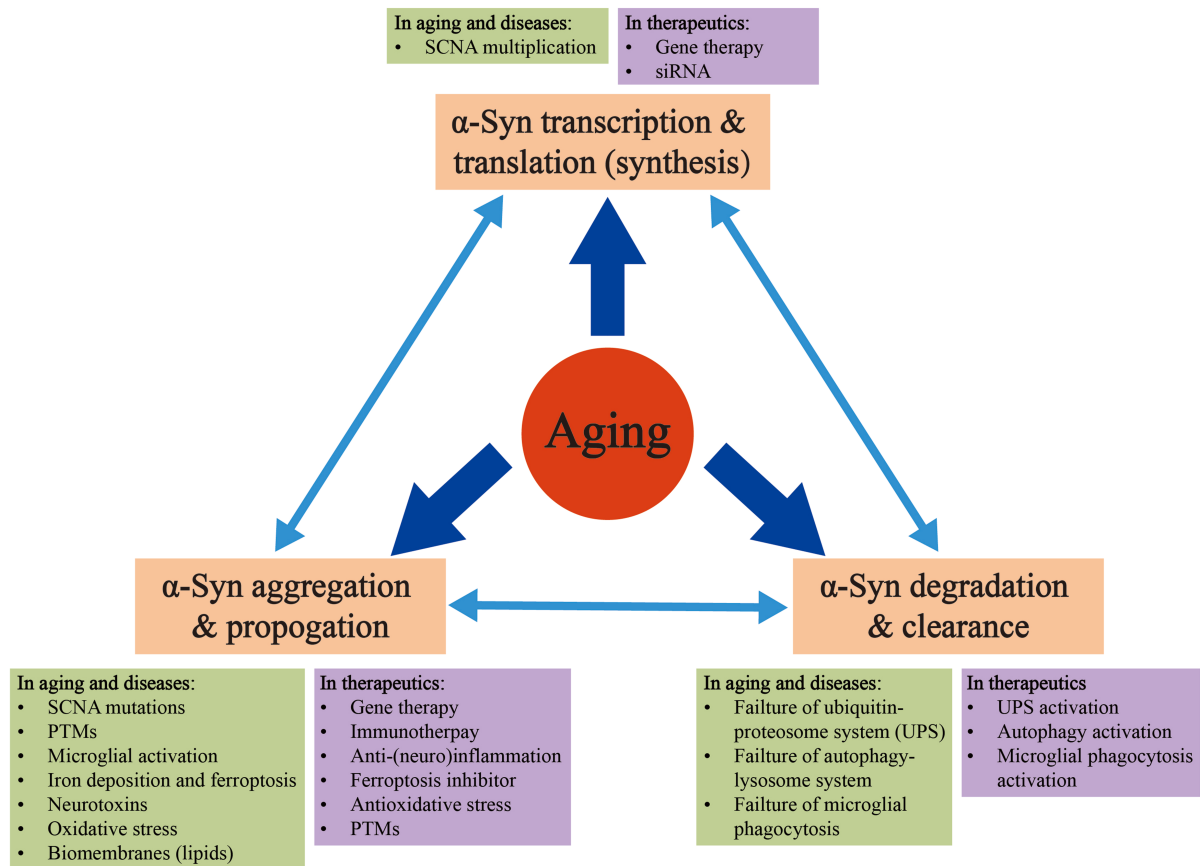 In aging and diseases:
• SCNA multiplication
In therapeutics:
• Gene therapy
• siRNA
α-Syn transcription &
translation (synthesis)
Aging
α-Syn aggregation
& propogation
α-Syn degradation
& clearance
In aging and diseases:
• SCNA mutations
• PTMs
• Microglial activation
• Iron deposition and ferroptosis
• Neurotoxins
• Oxidative stress
• Biomembranes (lipids)
In therapeutics:
• Gene therapy
• Immunotherpay
• Anti-(neuro)inflammation
• Ferroptosis inhibitor
• Antioxidative stress
• PTMs
In aging and diseases:
• Failture of ubiquitin-
proteosome system (UPS)
• Failture of autophagy-
lysosome system
• Failture of microglial
phagocytosis
In therapeutics
• UPS activation
• Autophagy activation
• Microglial phagocytosis
activation